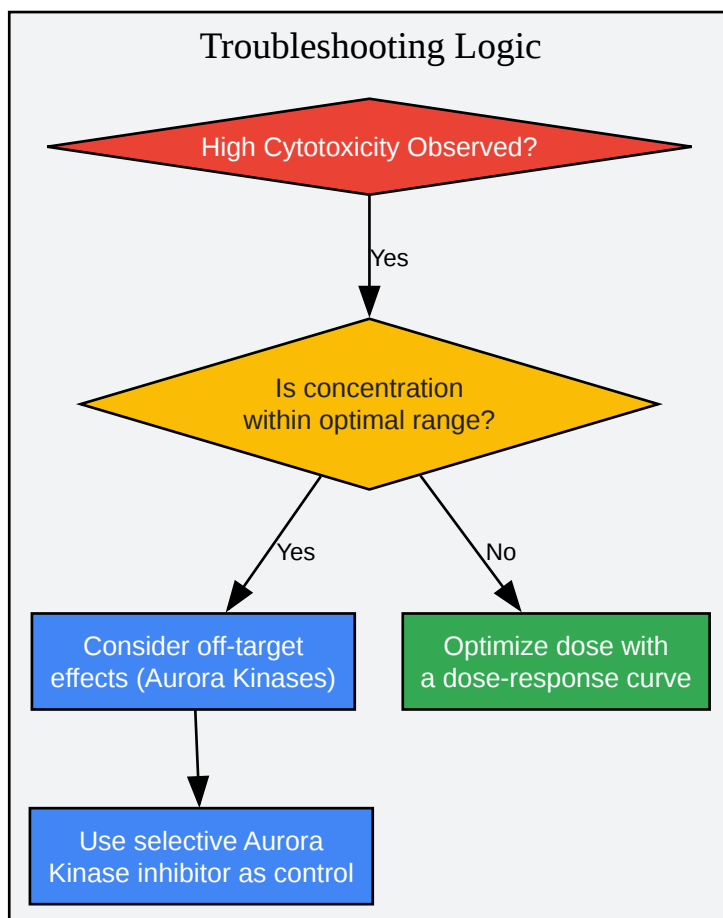 Troubleshooting Logic
High Cytotoxicity Observed?
Yes
Is concentration
within optimal range?
Yes
No
Consider off-target
effects (Aurora Kinases)
Optimize dose with
a dose-response curve
Use selective Aurora
Kinase inhibitor as control